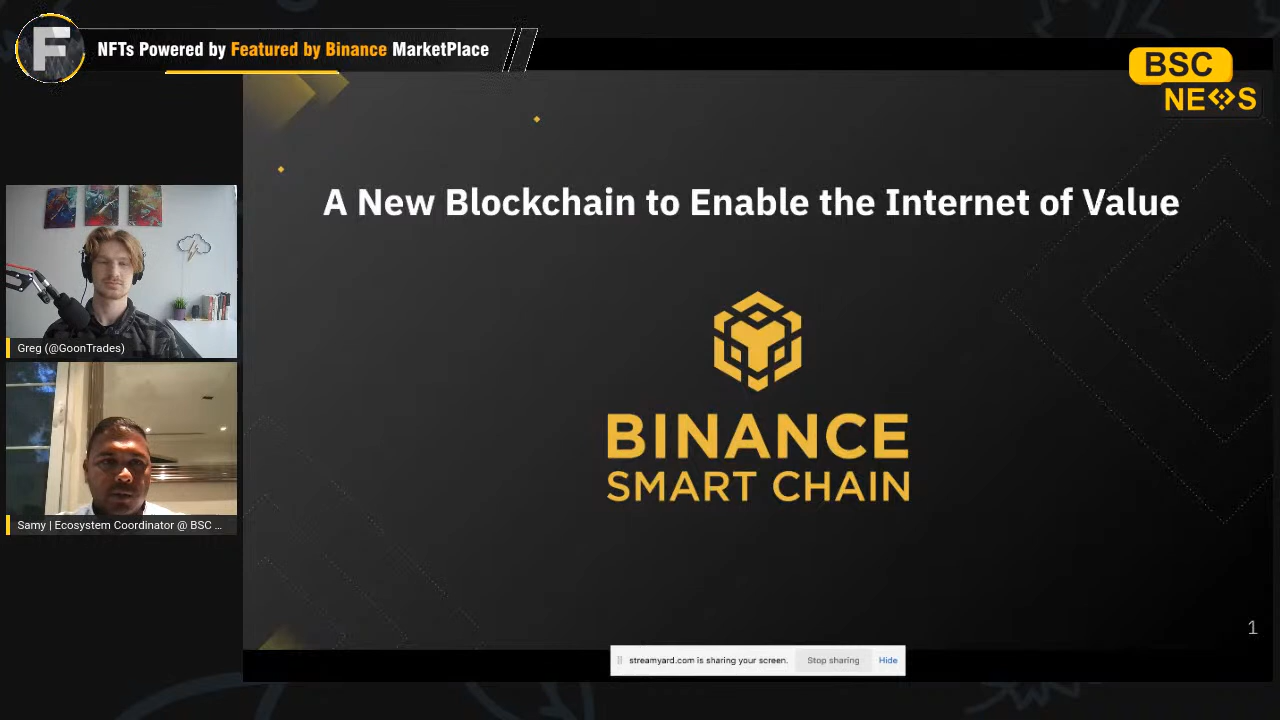 F
NFTs Powered by Featured by Binance MarketPlace
BSC
NEWS
A New Blockchain to Enable the Internet of Value
BINANCE
SMART CHAIN
Greg (@GoonTrades)
Samy | Ecosystem Coordinator @ BSC ...
1
streamyard.com is sharing your screen.
Stop sharing
Hide